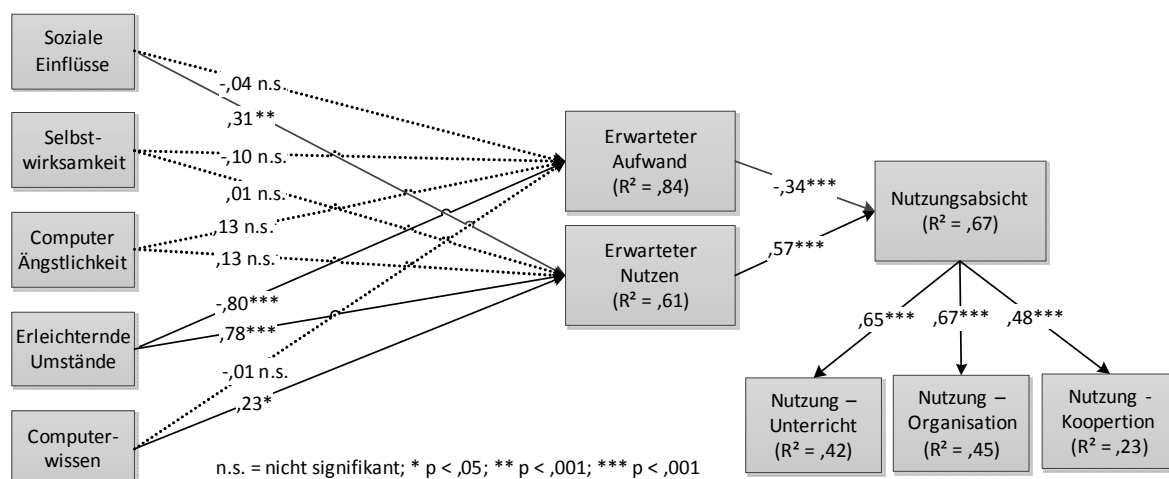 Soziale
Einflüsse
Selbst-
wirksamkeit
Computer
Ängstlichkeit
Erleichternde
Umstände
Computer-
wissen
-,04 n.s.
,31**
-,10 n.s.
,01 n.s.
,13 n.s.
,13 n.s.
-,80***
,78***
-,01 n.s.
,23*
Erwarteter
Aufwand
(R² = ,84)
Erwarteter
Nutzen
(R² = ,61)
-,34***
,57***
Nutzungsabsicht
(R² = ,67)
,65***
,67***
,48***
Nutzung –
Unterricht
(R² = ,42)
Nutzung –
Organisation
(R² = ,45)
Nutzung -
Koopertion
(R² = ,23)
n.s. = nicht signifikant; * p < ,05; ** p < ,001; *** p < ,001